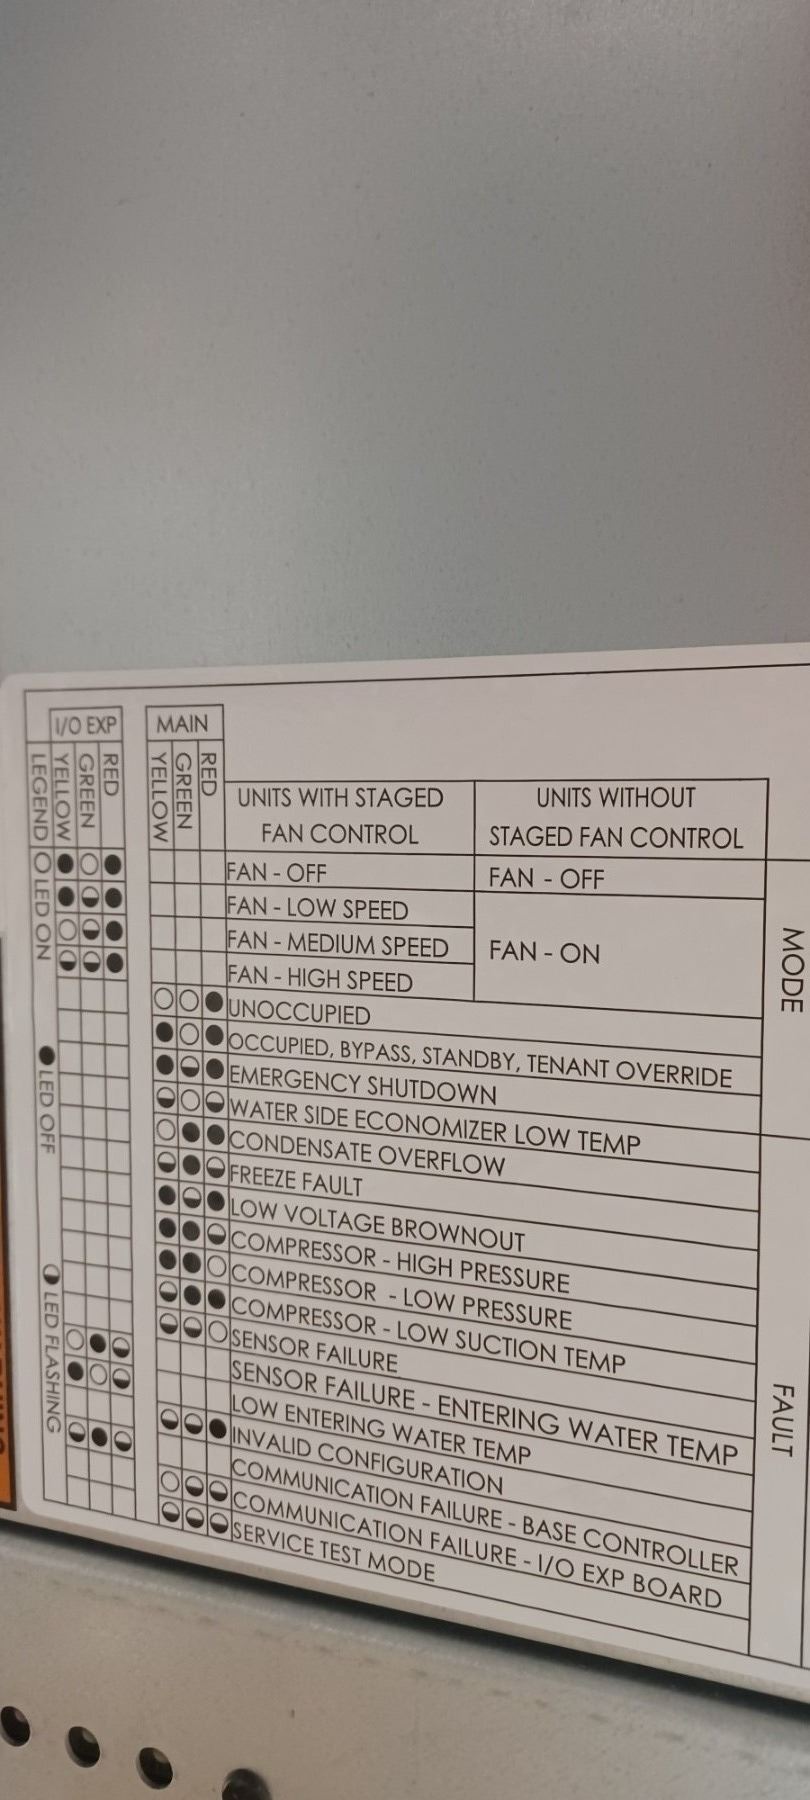 I/O EXP
MAIN
RED
GREEN
YELLOW
LEGEND
RED
GREEN
YELLOW
UNITS WITH STAGED
FAN CONTROL
UNITS WITHOUT
STAGED FAN CONTROL
MODE
FAN - OFF
FAN - OFF
FAN - LOW SPEED
FAN - MEDIUM SPEED
FAN - ON
FAN - HIGH SPEED
UNOCCUPIED
OCCUPIED, BYPASS, STANDBY, TENANT OVERRIDE
EMERGENCY SHUTDOWN
WATER SIDE ECONOMIZER LOW TEMP
CONDENSATE OVERFLOW
FREEZE FAULT
LOW VOLTAGE BROWNOUT
COMPRESSOR - HIGH PRESSURE
COMPRESSOR - LOW PRESSURE
COMPRESSOR - LOW SUCTION TEMP
SENSOR FAILURE
SENSOR FAILURE - ENTERING WATER TEMP
LOW ENTERING WATER TEMP
INVALID CONFIGURATION
COMMUNICATION FAILURE - BASE CONTROLLER
COMMUNICATION FAILURE - I/O EXP BOARD
SERVICE TEST MODE
FAULT
LED ON
LED OFF
LED FLASHING